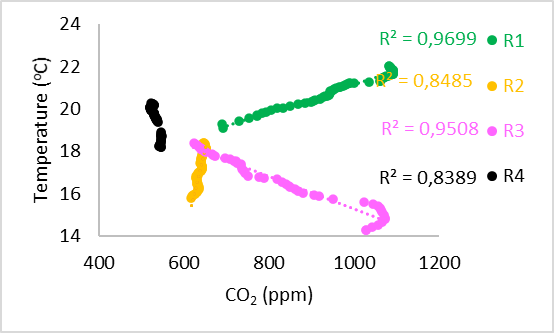 24
22
20
18
16
14
Temperature (ᵒC)
R² = 0,9699 R1
R² = 0,8485 R2
R² = 0,9508 R3
R² = 0,8389 R4
400 600 800 1000 1200
CO₂ (ppm)